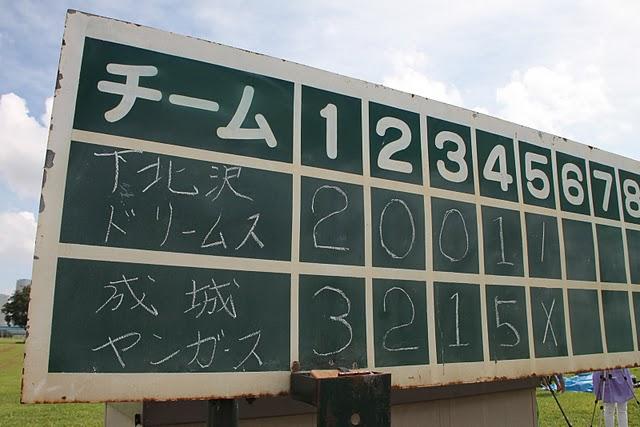 チーム 1 2 3 4 5 6 7 8
下北沢 ドリームス 2 0 0 1 1
成城 ヤンガース 3 2 1 5 X